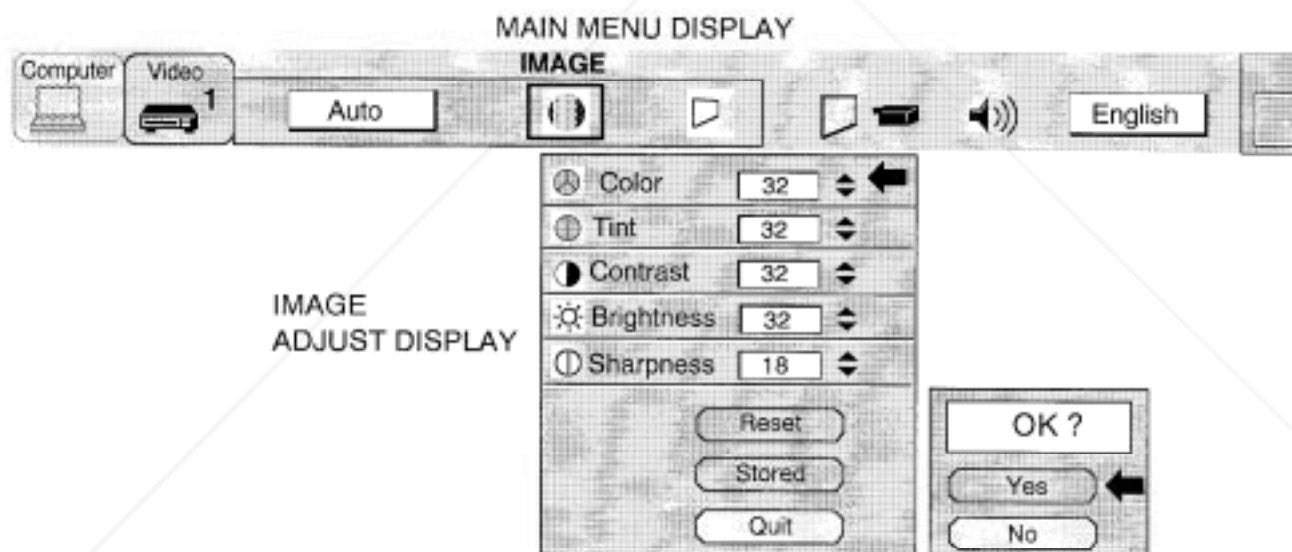 MAIN MENU DISPLAY
IMAGE
Computer
Video
1
Auto
English
Color 32
Tint 32
Contrast 32
IMAGE
ADJUST DISPLAY
Brightness 32
Sharpness 18
Reset
Stored
Quit
OK ?
Yes
No